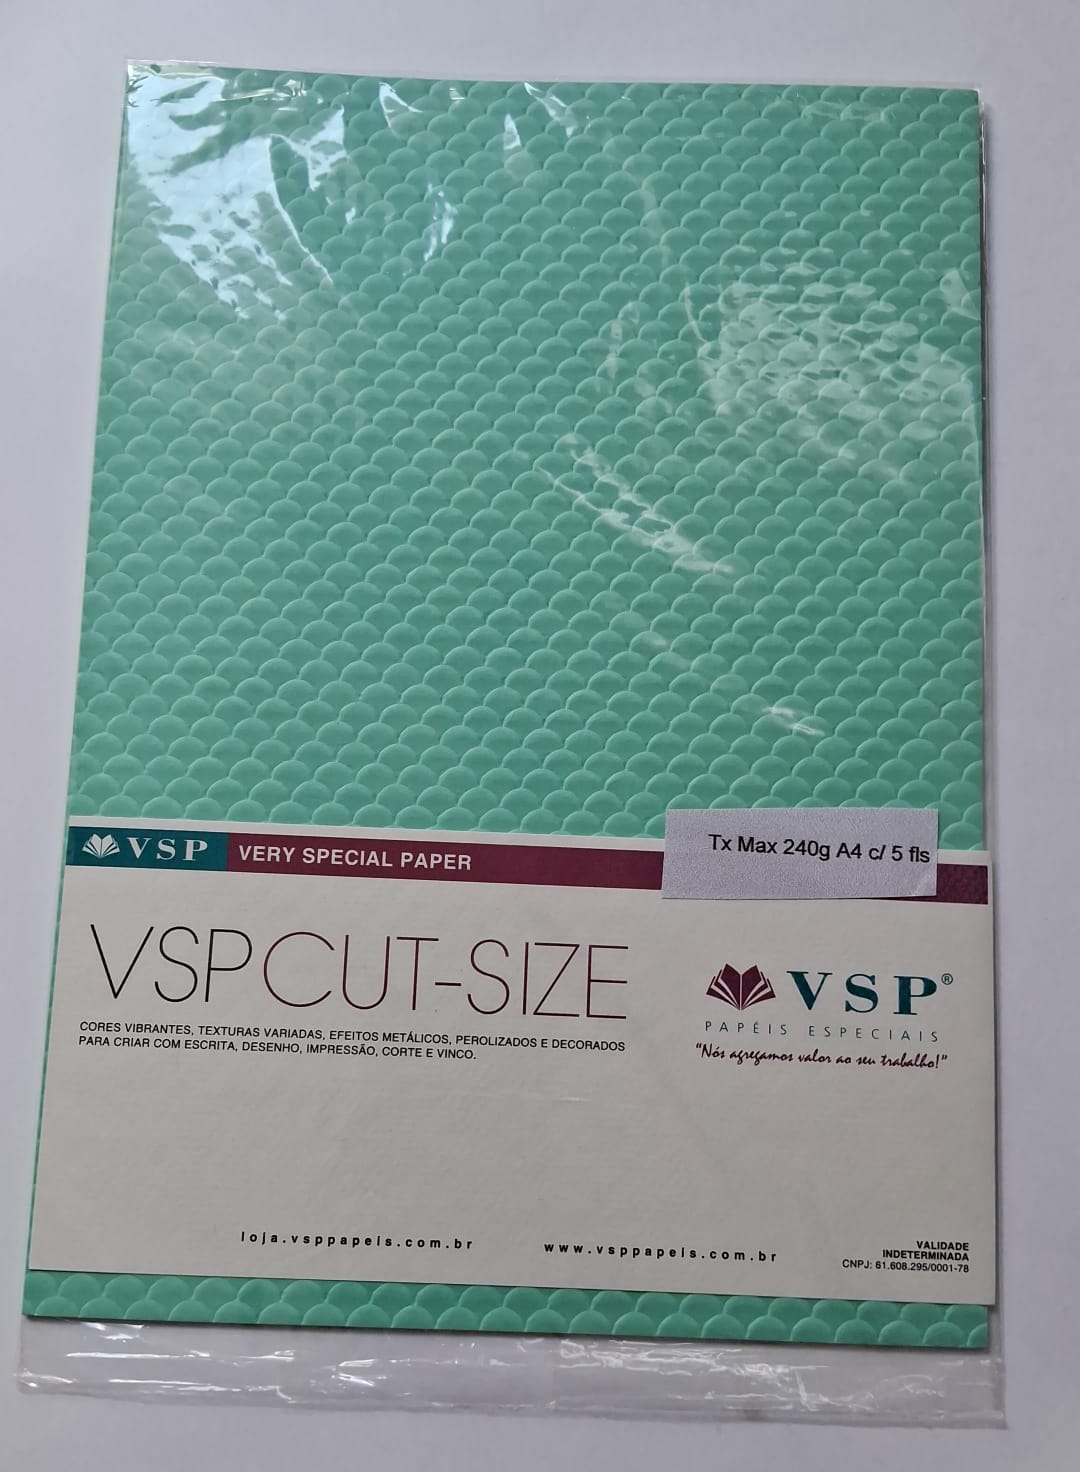 VSP
VERY SPECIAL PAPER
Tx Max 240g A4 c/ 5 fls
VSPCUT-SIZE
CORES VIBRANTES, TEXTURAS VARIADAS, EFEITOS METÁLICOS, PEROLIZADOS E DECORADOS
PARA CRIAR COM ESCRITA, DESENHO, IMPRESSÃO, CORTE E VINCO.
VSP®
PAPÉIS ESPECIAIS
"Nós agregamos valor ao seu trabalho!"
loja.vsppapeis.com.br
www.vsppapeis.com.br
VALIDADE
INDETERMINADA
CNPJ: 61.608.295/0001-78